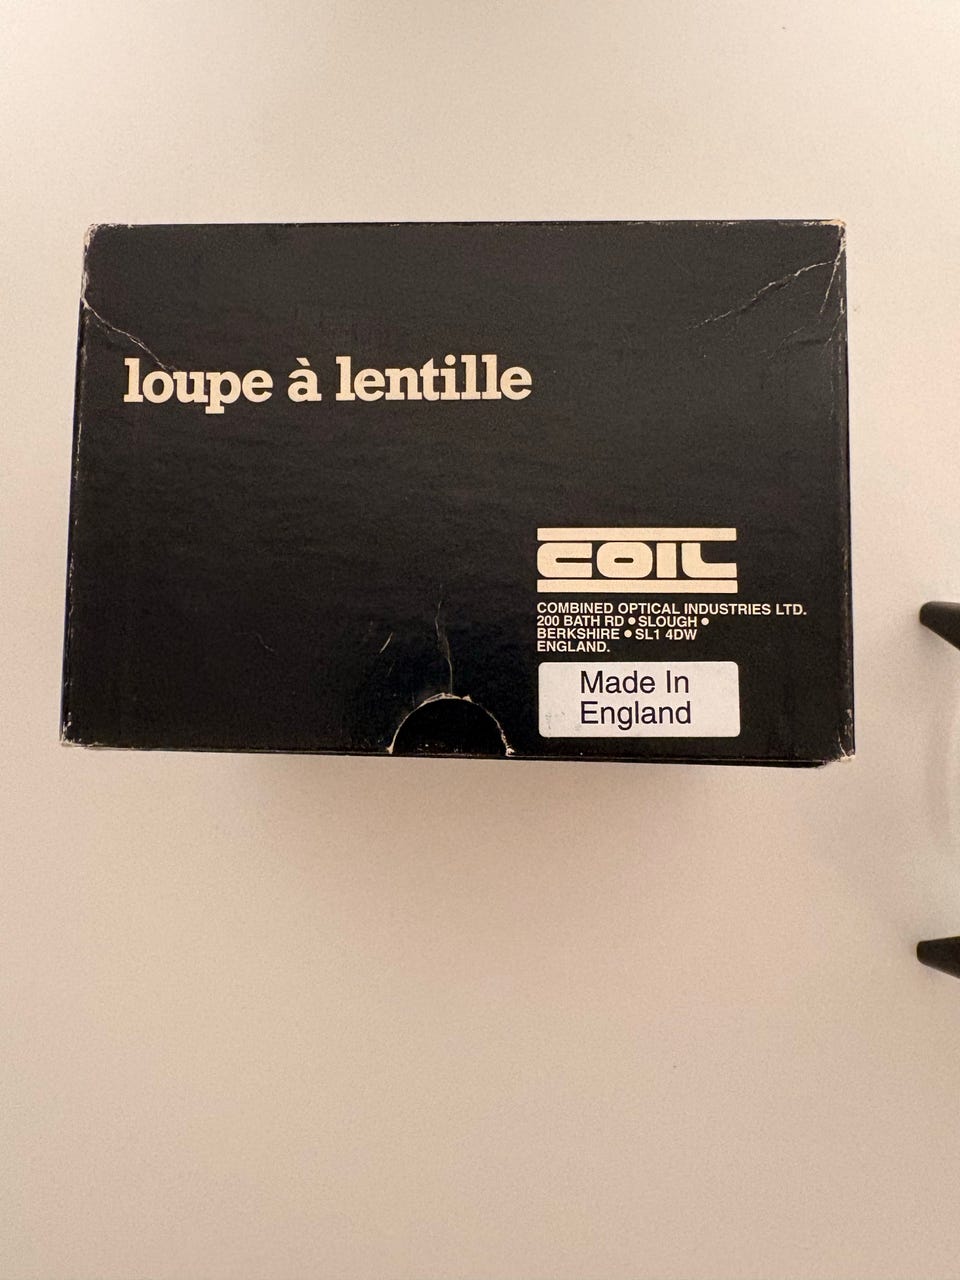 loupe à lentille
COIL
COMBINED OPTICAL INDUSTRIES LTD.
200 BATH RD • SLOUGH •
BERKSHIRE • SL1 4DW
ENGLAND.
Made In
England